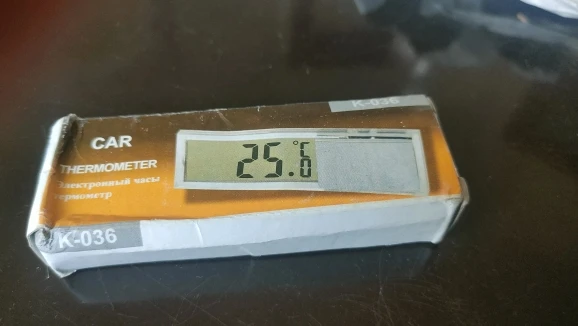 K-036
CAR
THERMOMETER
Электронный часы
термометр
25.0°C
K-036